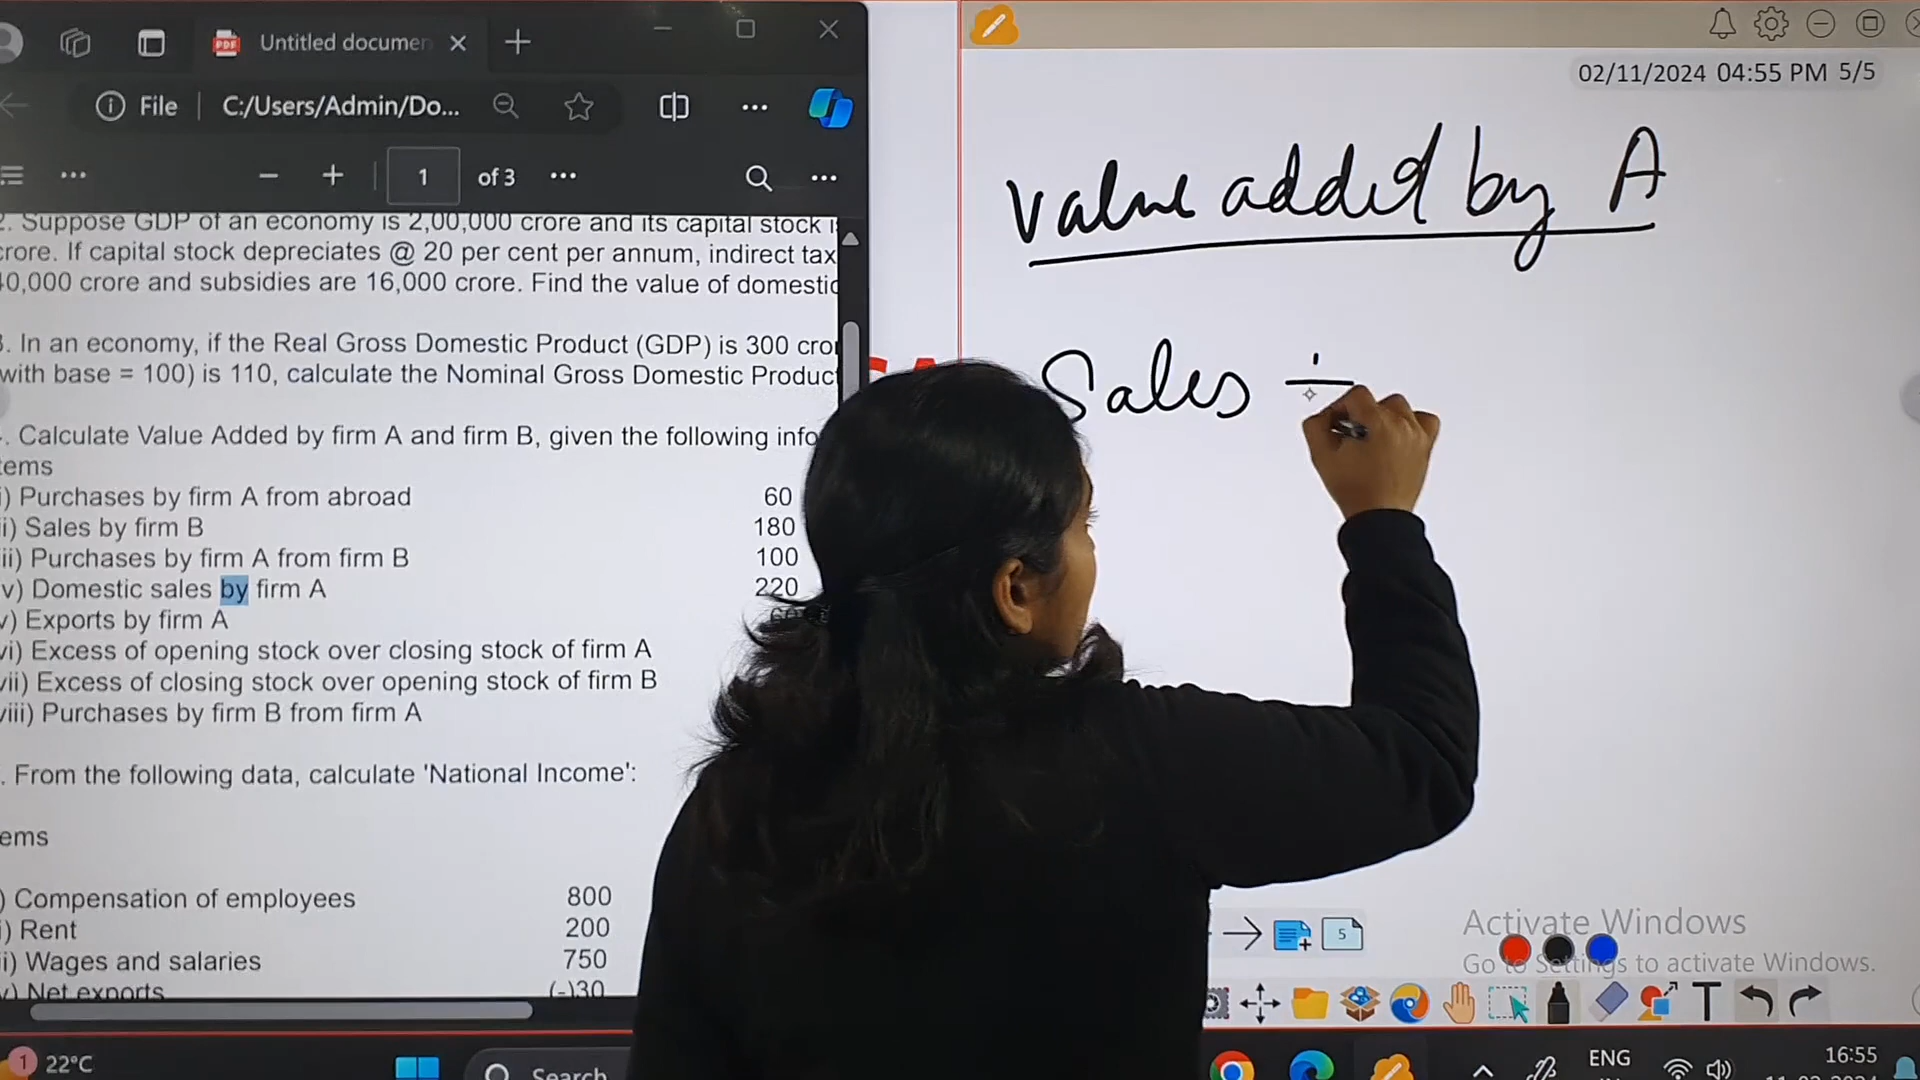 Untitled documen
File
C:/Users/Admin/Do...
1 of 3
2. Suppose GDP of an economy is 2,00,000 crore and its capital stock
crore. If capital stock depreciates @ 20 per cent per annum, indirect tax
40,000 crore and subsidies are 16,000 crore. Find the value of
3. In an economy, if the Real Gross Domestic Product (GDP) is 300
with base = 100) is 110, calculate the Nominal Gross Domestic Product
. Calculate Value Added by firm A and firm B, given the following info
tems
i) Purchases by firm A from abroad 60
ii) Sales by firm B 180
iii) Purchases by firm A from firm B 100
iv) Domestic sales by firm A 220
v) Exports by firm A
vi) Excess of opening stock over closing stock of firm A
vii) Excess of closing stock over opening stock of firm B
viii) Purchases by firm B from firm A
. From the following data, calculate 'National Income':
ems
) Compensation of employees 800
i) Rent 200
ii) Wages and salaries 750
v) Net exports (-)30
1
22°C
Search
02/11/2024 04:55 PM 5/5
value added by A
Sales ÷
5
Activate Windows
Go to Settings to activate Windows.
ENG
16:55